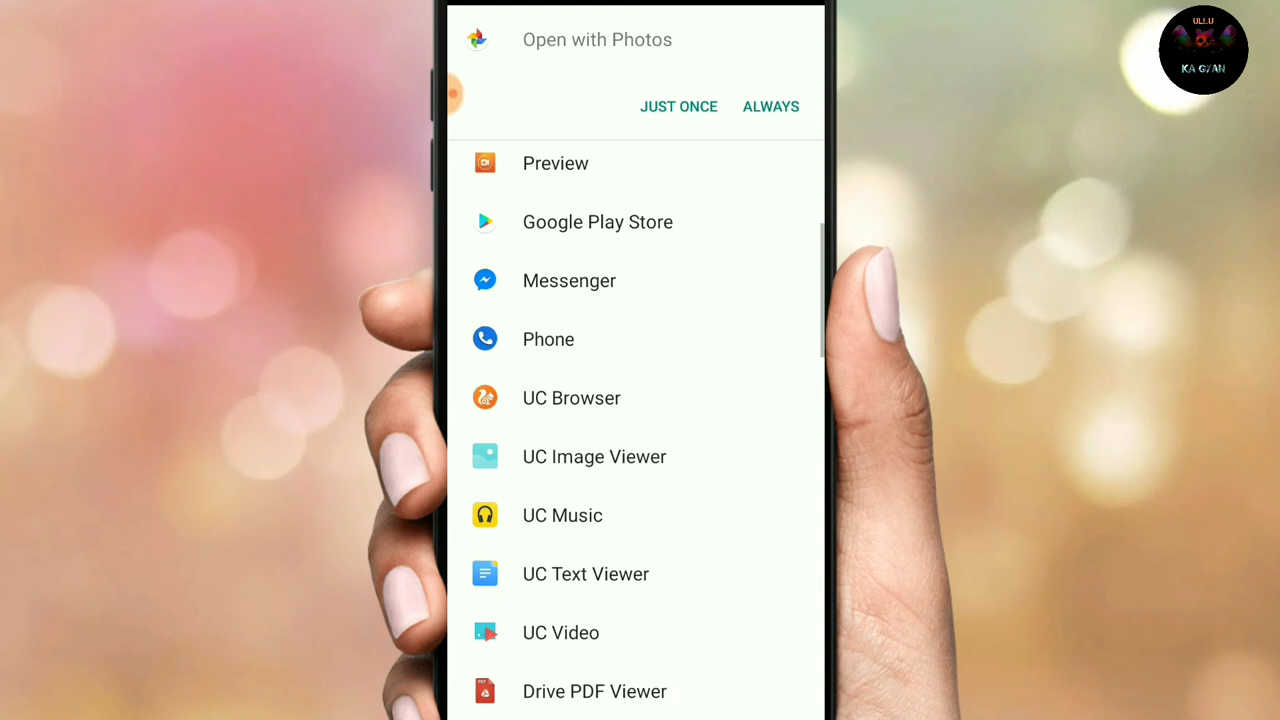 Open with Photos
ULLU
KA GYAN
JUST ONCE ALWAYS
Preview
Google Play Store
Messenger
Phone
UC Browser
UC Image Viewer
UC Music
UC Text Viewer
UC Video
PDF
Drive PDF Viewer